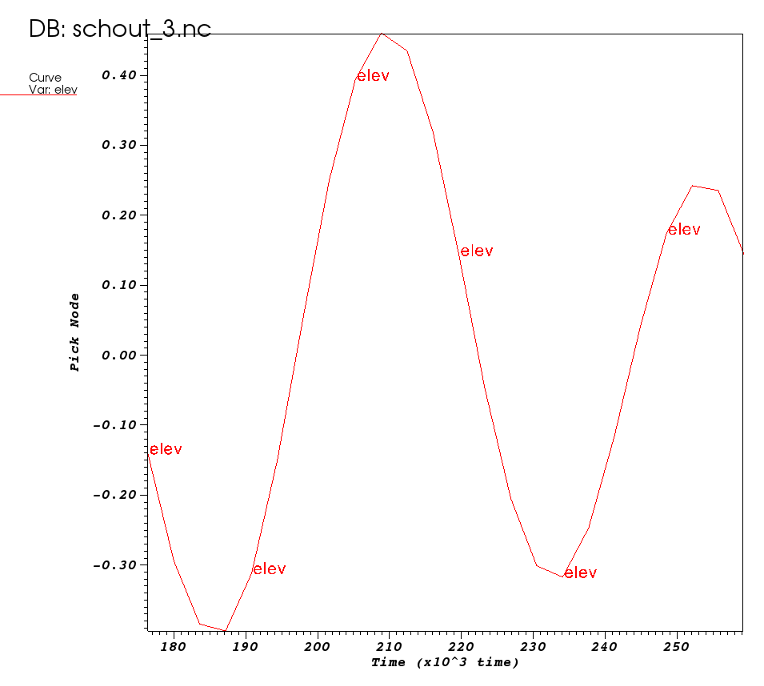 DB: schout_3.nc
Curve
Var: elev
0.40
0.30
0.20
0.10
0.00
-0.10
-0.20
-0.30
Pick Node
elev
elev
elev
elev
elev
elev
180 190 200 210 220 230 240 250
Time (x10^3 time)